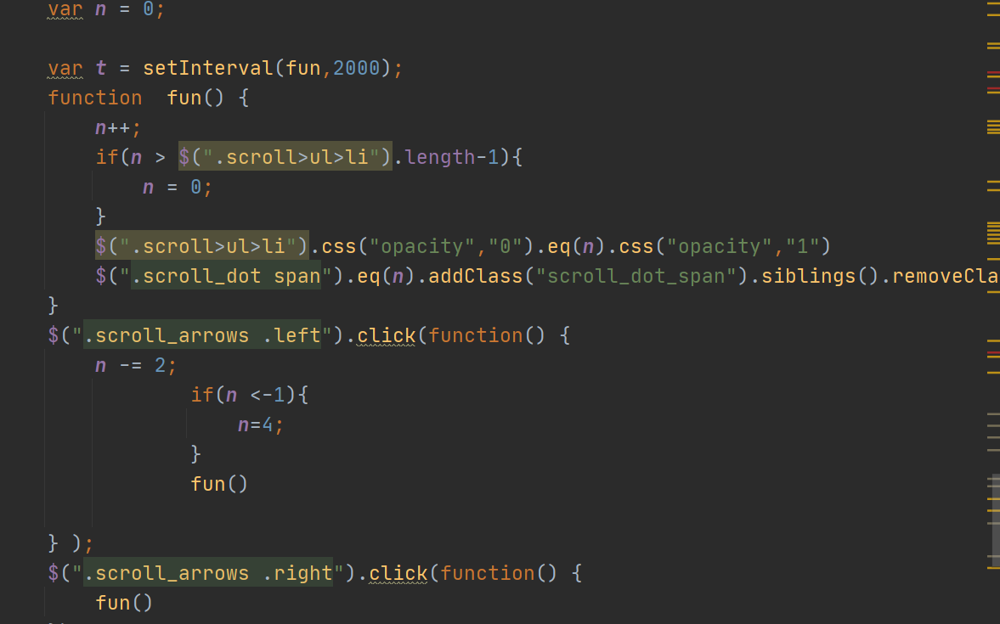 var n = 0;
var t = setInterval(fun,2000);
function  fun() {
n++;
if(n > $(".scroll>ul>li").length-1){
n = 0;
}
$(".scroll>ul>li").css("opacity","0").eq(n).css("opacity","1")
$(".scroll_dot span").eq(n).addClass("scroll_dot_span").siblings().removeCla
}
$(".scroll_arrows .left").click(function() {
n -= 2;
if(n <-1){
n=4;
}
fun()
} );
$(".scroll_arrows .right").click(function() {
fun()